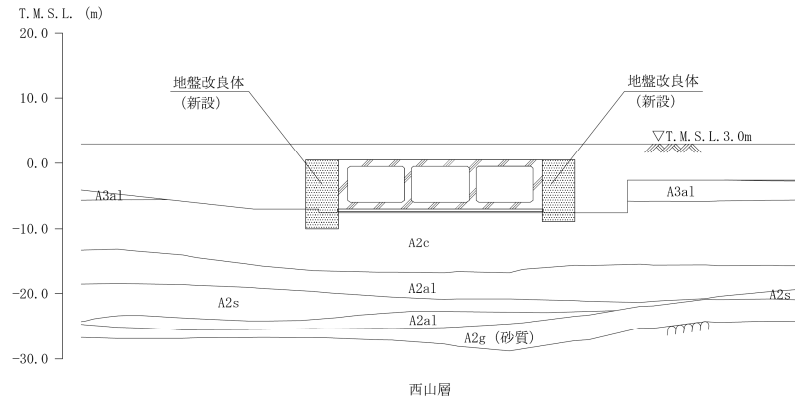 T.M.S.L. (m)
20.0
10.0
0.0
-10.0
-20.0
-30.0
地盤改良体
(新設)
地盤改良体
(新設)
▽T.M.S.L.3.0m
A3al
A3al
A2c
A2al
A2s
A2s
A2al
A2g (砂質)
西山層